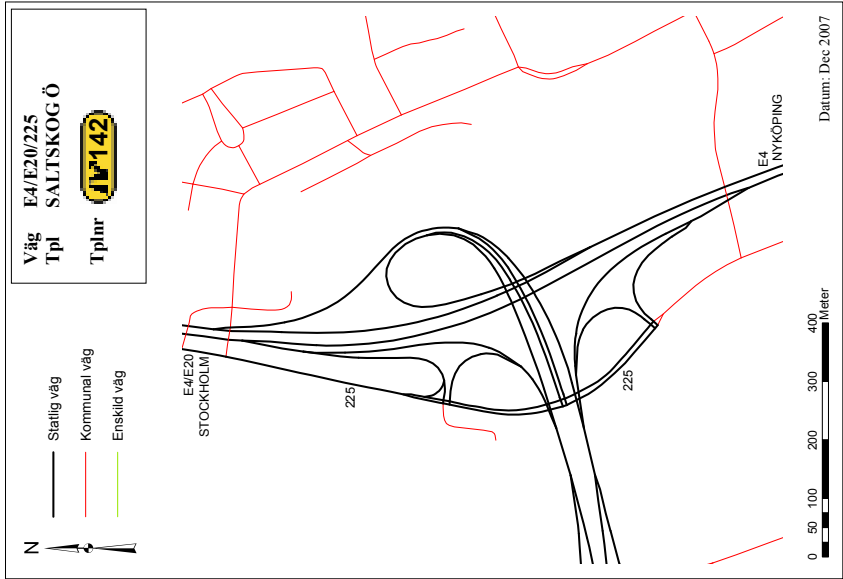 Väg E4/E20/225
Tpl SALTSKOG Ö
Tplnr 142
N
Statlig väg
Kommunal väg
Enskild väg
E4/E20
STOCKHOLM
225
225
E4
NYKÖPING
0 50 100 200 300 400
Meter
Datum: Dec 2007